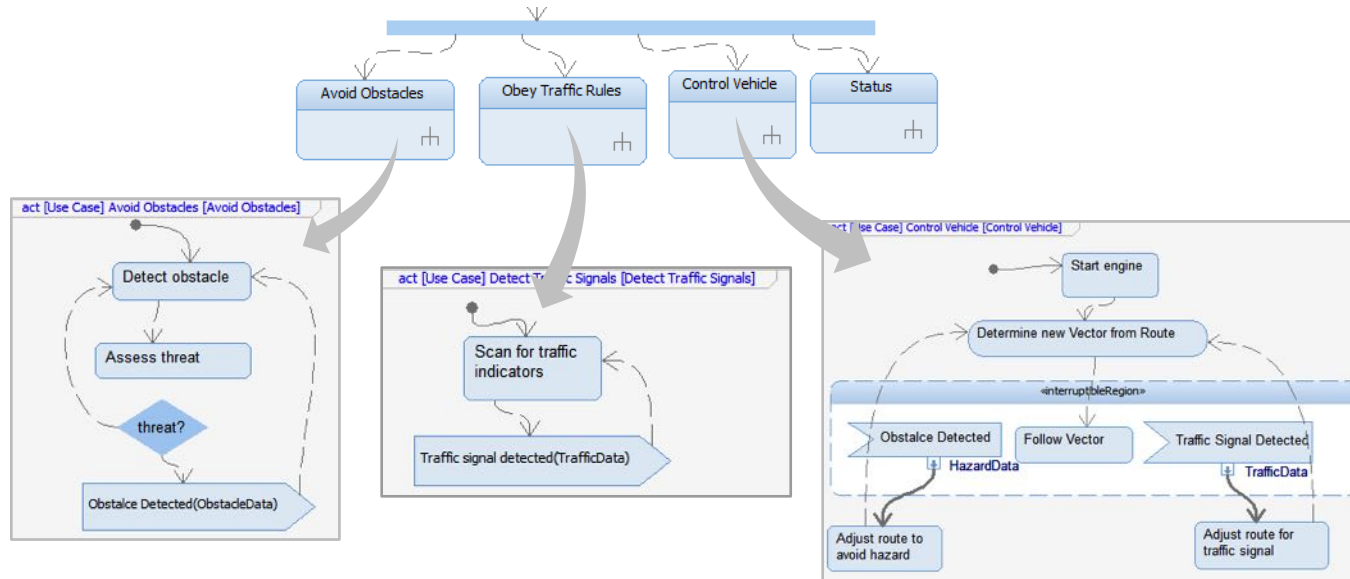 Avoid Obstacles
Obey Traffic Rules
Control Vehicle
Status
act [Use Case] Avoid Obstacles [Avoid Obstacles]
Detect obstacle
Assess threat
threat?
Obstalce Detected(ObstacleData)
act [Use Case] Detect Traffic Signals [Detect Traffic Signals]
Scan for traffic
indicators
Traffic signal detected(TrafficData)
act [Use Case] Control Vehicle [Control Vehicle]
Start engine
Determine new Vector from Route
«interruptibleRegion»
Obstalce Detected
Follow Vector
Traffic Signal Detected
HazardData
TrafficData
Adjust route to
avoid hazard
Adjust route for
traffic signal